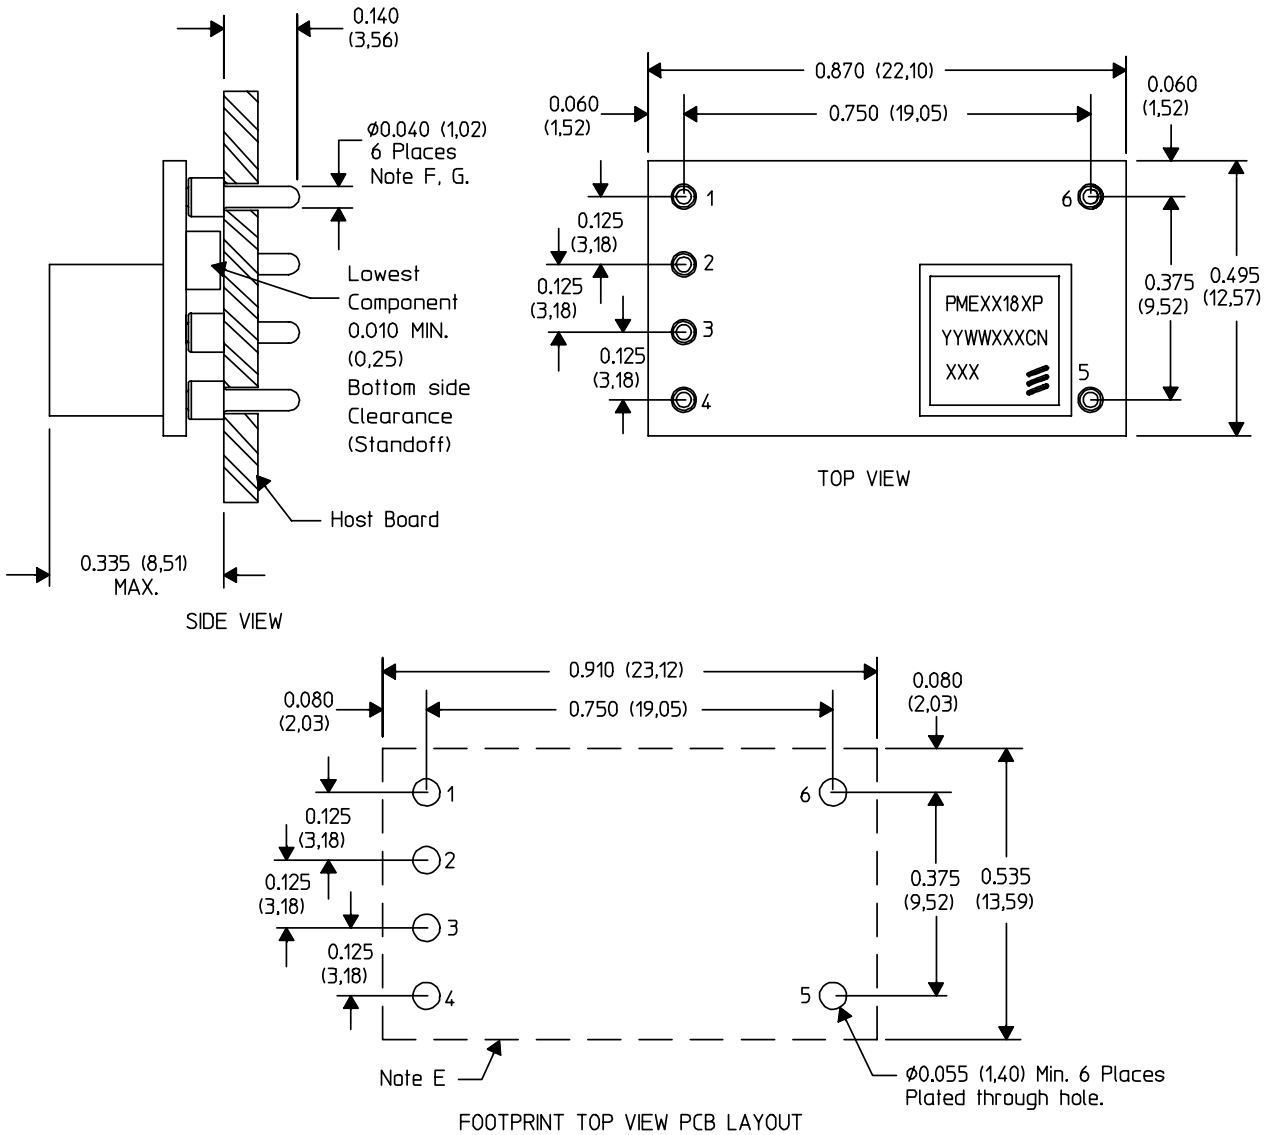 0.140
(3,56)
Ø0.040 (1,02)
6 Places
Note F, G.
Lowest
Component
0.010 MIN.
(0,25)
Bottom side
Clearance
(Standoff)
Host Board
0.335 (8,51)
MAX.
SIDE VIEW
0.870 (22,10)
0.750 (19,05)
0.060
(1,52)
0.060
(1,52)
1
6
0.125
(3,18)
2
0.125
(3,18)
3
0.125
(3,18)
4
5
PMEXX18XP
YYWWXXXCN
XXX
0.375
(9,52)
0.495
(12,57)
TOP VIEW
0.910 (23,12)
0.750 (19,05)
0.080
(2,03)
0.080
(2,03)
1
6
0.125
(3,18)
2
0.125
(3,18)
3
0.125
(3,18)
4
5
0.375
(9,52)
0.535
(13,59)
Note E
Ø0.055 (1,40) Min. 6 Places
Plated through hole.
FOOTPRINT TOP VIEW PCB LAYOUT